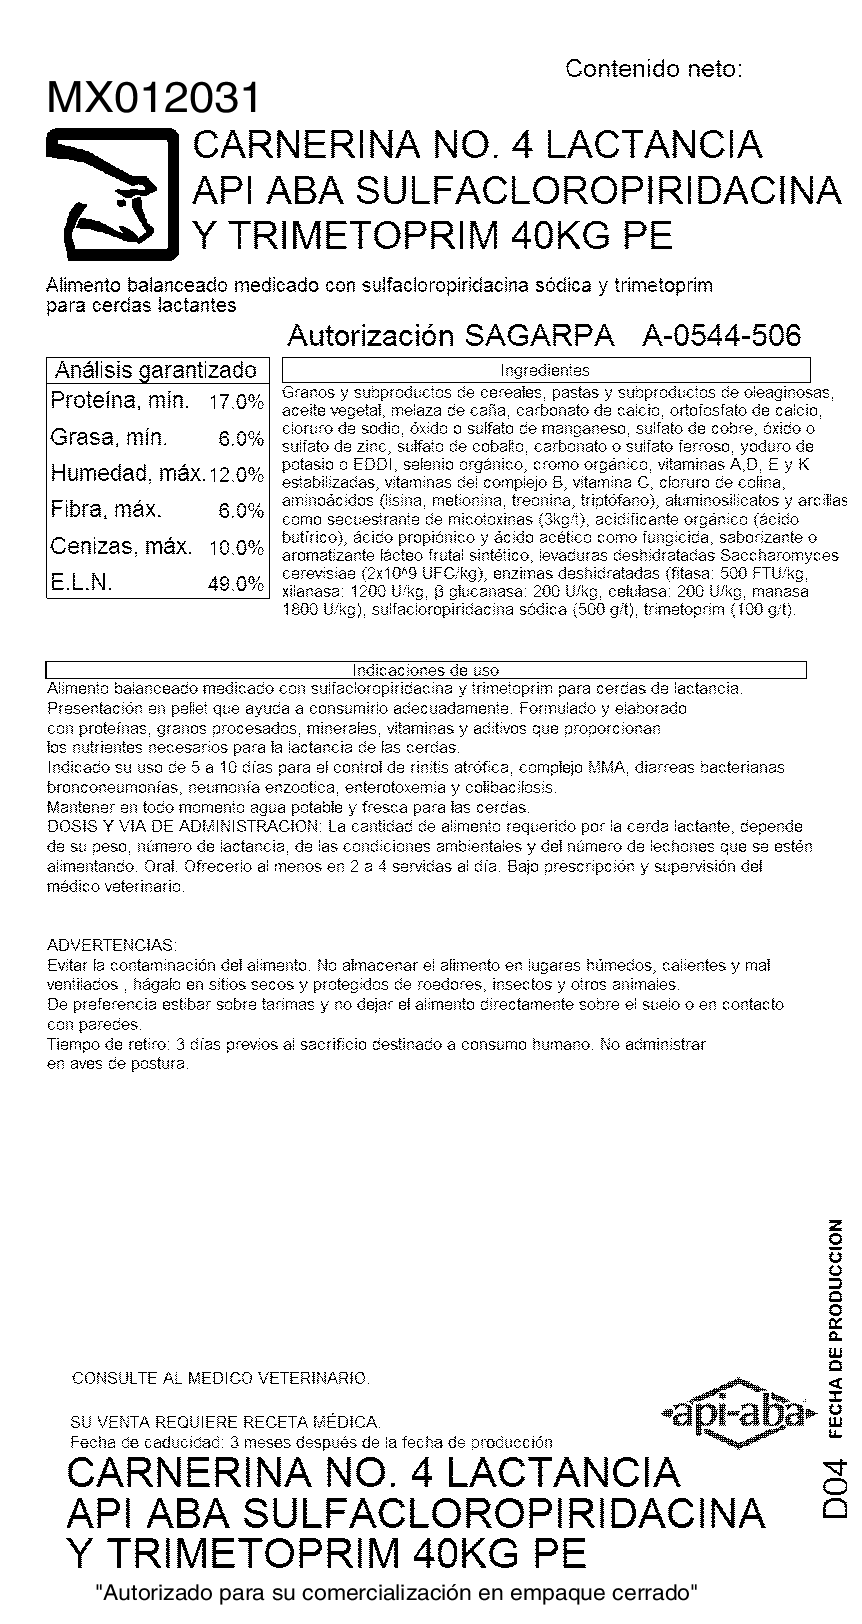 Contenido neto:
MX012031
CARNERINA NO. 4 LACTANCIA
API ABA SULFACLOROPIRIDACINA
Y TRIMETOPRIM 40KG PE
Alimento balanceado medicado con sulfacloropiridacina sódica y trimetoprim
para cerdas lactantes
Autorización SAGARPA A-0544-506
Análisis garantizado
Proteína, mín. 17.0%
Grasa, mín. 6.0%
Humedad, máx. 12.0%
Fibra, máx. 6.0%
Cenizas, máx. 10.0%
E.L.N. 49.0%
Ingredientes
Granos y subproductos de cereales, pastas y subproductos de oleaginosas,
aceite vegetal, melaza de caña, carbonato de calcio, ortofosfato de calcio,
cloruro de sodio, óxido o sulfato de manganeso, sulfato de cobre, óxido o
sulfato de zinc, sulfato de cobalto, carbonato o sulfato ferroso, yoduro de
potasio o EDDI, selenio orgánico, cromo orgánico, vitaminas A,D, E y K
estabilizadas, vitaminas del complejo B, vitamina C, cloruro de colina,
aminoácidos (lisina, metionina, treonina, triptófano), aluminosilicatos y arcillas
como secuestrante de micotoxinas (3kg/t), acidificante orgánico (ácido
butírico), ácido propiónico y ácido acético como fungicida, saborizante o
aromatizante lácteo frutal sintético, levaduras deshidratadas Saccharomyces
cerevisiae (2x10^9 UFC/kg), enzimas deshidratadas (fitasa: 500 FTU/kg,
xilanasa: 1200 U/kg, β glucanasa: 200 U/kg, celulasa: 200 U/kg, manasa
1800 U/kg), sulfacloropiridacina sódica (500 g/t), trimetoprim (100 g/t).
Indicaciones de uso
Alimento balanceado medicado con sulfacloropiridacina y trimetoprim para cerdas de lactancia.
Presentación en pellet que ayuda a consumirlo adecuadamente. Formulado y elaborado
con proteínas, granos procesados, minerales, vitaminas y aditivos que proporcionan
los nutrientes necesarios para la lactancia de las cerdas.
Indicado su uso de 5 a 10 días para el control de rinitis atrófica, complejo MMA, diarreas bacterianas
bronconeumonías, neumonía enzootica, enterotoxemia y colibacilosis.
Mantener en todo momento agua potable y fresca para las cerdas.
DOSIS Y VIA DE ADMINISTRACION: La cantidad de alimento requerido por la cerda lactante, depende
de su peso, número de lactancia, de las condiciones ambientales y del número de lechones que se estén
alimentando. Oral. Ofrecerlo al menos en 2 a 4 servidas al día. Bajo prescripción y supervisión del
médico veterinario.
ADVERTENCIAS:
Evitar la contaminación del alimento. No almacenar el alimento en lugares húmedos, calientes y mal
ventilados , hágalo en sitios secos y protegidos de roedores, insectos y otros animales.
De preferencia estibar sobre tarimas y no dejar el alimento directamente sobre el suelo o en contacto
con paredes.
Tiempo de retiro: 3 días previos al sacrificio destinado a consumo humano. No administrar
en aves de postura.
FECHA DE PRODUCCION
D04
CONSULTE AL MEDICO VETERINARIO.
api-aba
SU VENTA REQUIERE RECETA MÉDICA.
Fecha de caducidad: 3 meses después de la fecha de producción
CARNERINA NO. 4 LACTANCIA
API ABA SULFACLOROPIRIDACINA
Y TRIMETOPRIM 40KG PE
"Autorizado para su comercialización en empaque cerrado"